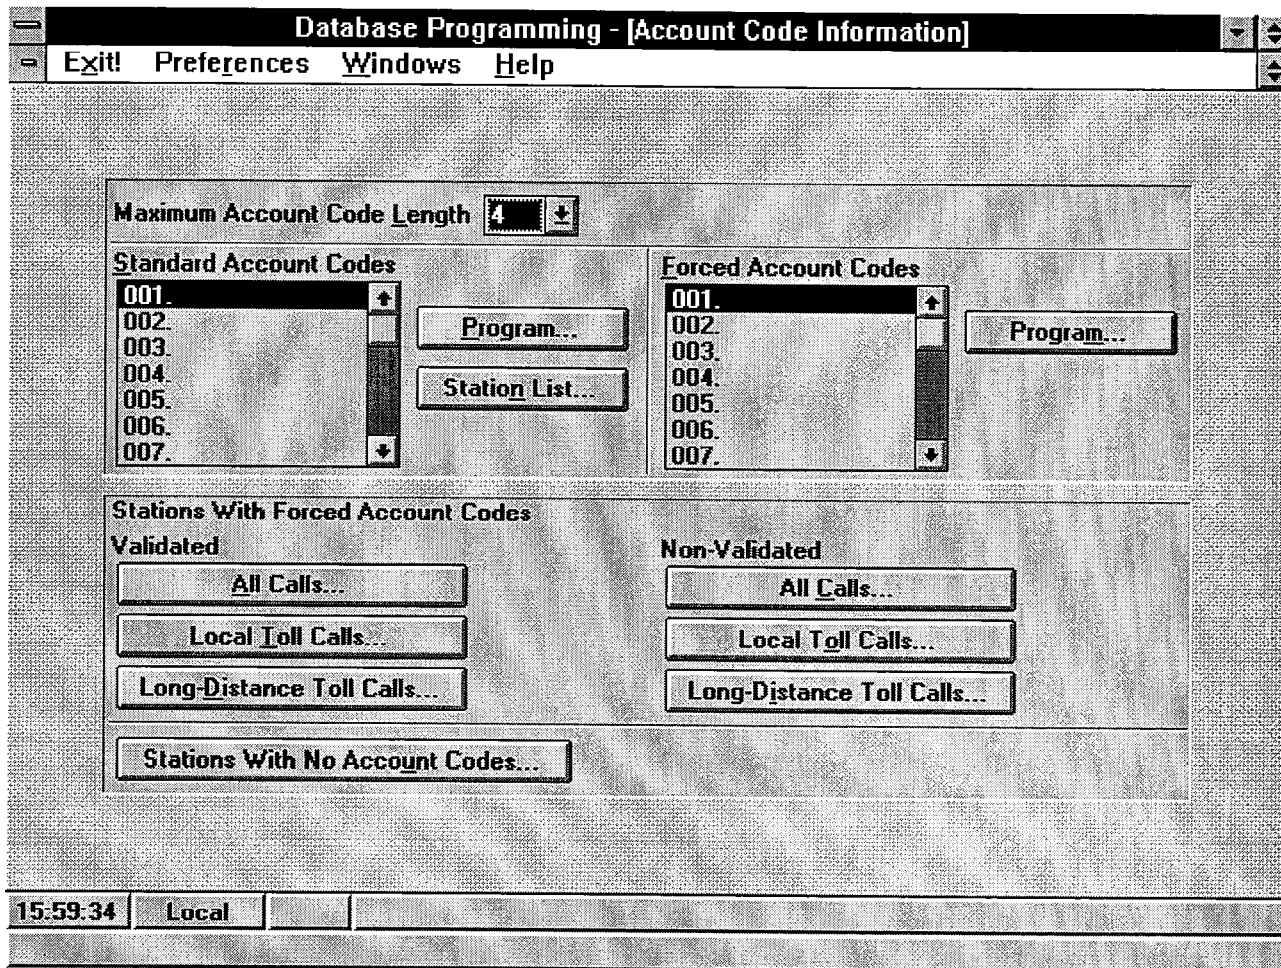 Database Programming - [Account Code Information]
Exit! Preferences Windows Help
Maximum Account Code Length 4
Standard Account Codes
001.
002.
003.
004.
005.
006.
007.
Program...
Station List...
Forced Account Codes
001.
002.
003.
004.
005.
006.
007.
Program...
Stations With Forced Account Codes
Validated
All Calls...
Local Toll Calls...
Long-Distance Toll Calls...
Non-Validated
All Calls...
Local Toll Calls...
Long-Distance Toll Calls...
Stations With No Account Codes...
15:59:34 Local